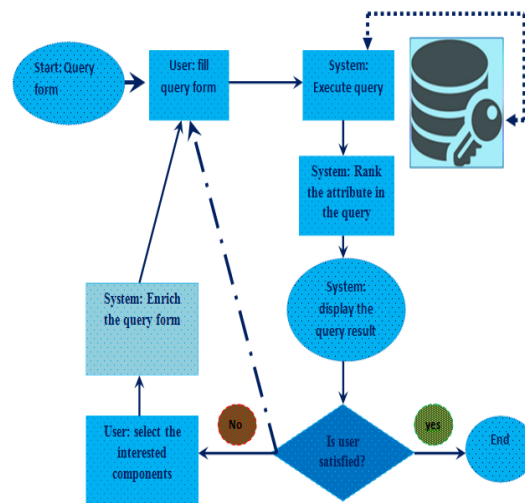 Start: Query
form
User: fill
query form
System:
Execute query
System: Rank
the attribute in
the query
System:
display the
query result
System: Enrich
the query form
User: select the
interested
components
No
Is user
satisfied?
yes
End